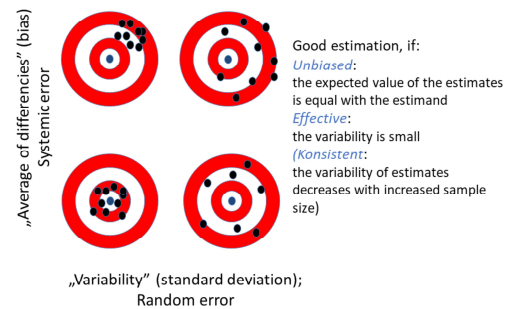 „Average of differencies” (bias)
Systemic error
Good estimation, if:
Unbiased:
the expected value of the estimates
is equal with the estimand
Effective:
the variability is small
(Konsistent:
the variability of estimates
decreases with increased sample
size)
„Variability” (standard deviation);
Random error